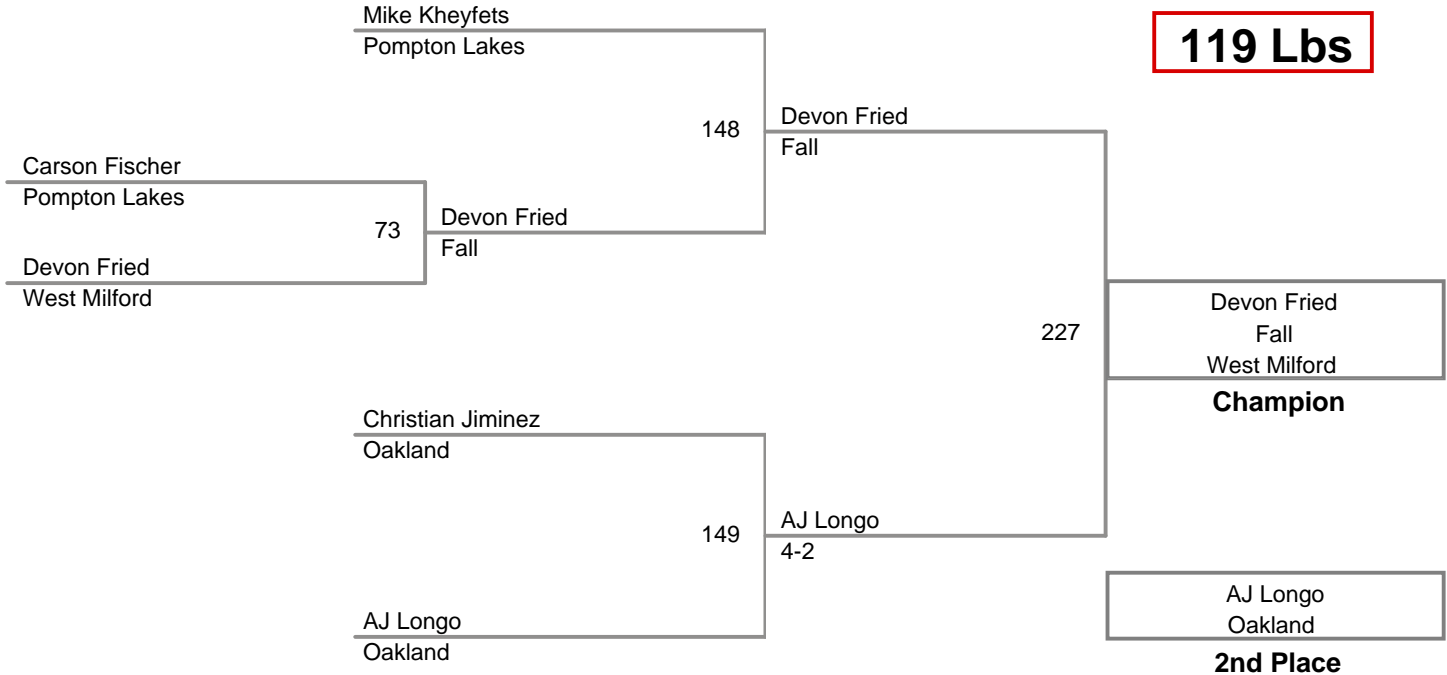 Mike Kheyfets
Pompton Lakes
119 Lbs
148
Devon Fried
Fall
Carson Fischer
Pompton Lakes
73
Devon Fried
Fall
Devon Fried
West Milford
227
Devon Fried
Fall
West Milford
Champion
Christian Jiminez
Oakland
149
AJ Longo
4-2
AJ Longo
Oakland
AJ Longo
Oakland
2nd Place